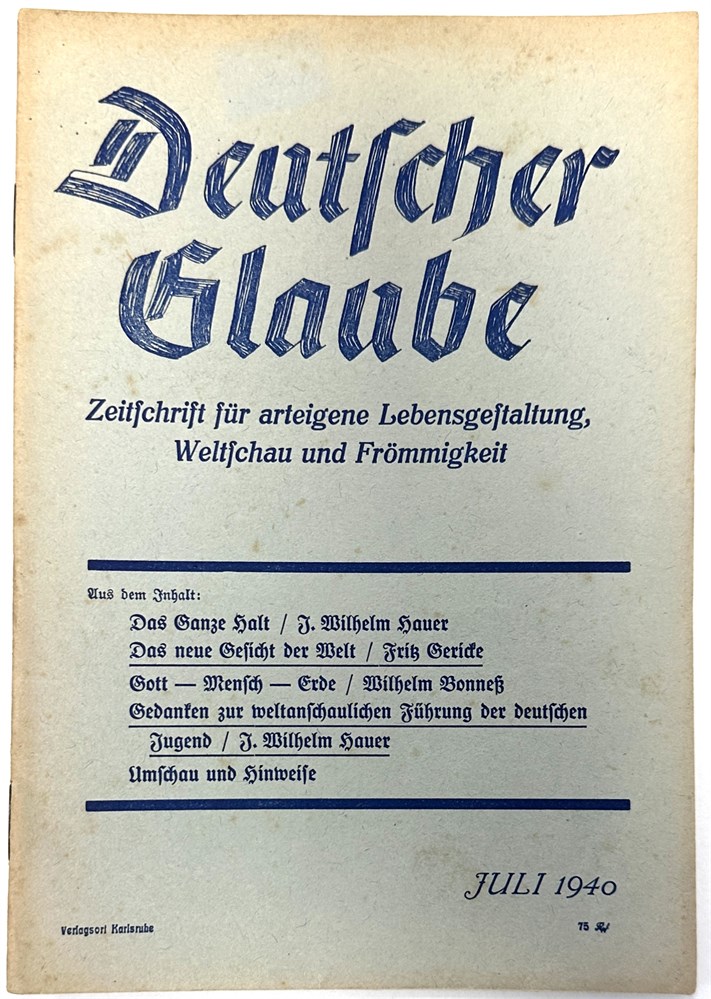 Deutſcher
Glaube
Zeitſchrift für arteigene Lebensgeſtaltung,
Weltſchau und Frömmigkeit
Aus dem Inhalt:
Das Ganze Halt / J. Wilhelm Hauer
Das neue Geſicht der Welt / Fritz Gericke
Gott — Menſch — Erde / Wilhelm Bonneß
Gedanken zur weltanſchaulichen Führung der deutſchen
Jugend / J. Wilhelm Hauer
Umſchau und Hinweiſe
JULI 1940
Verlagsort Karlsruhe
75 Rpf